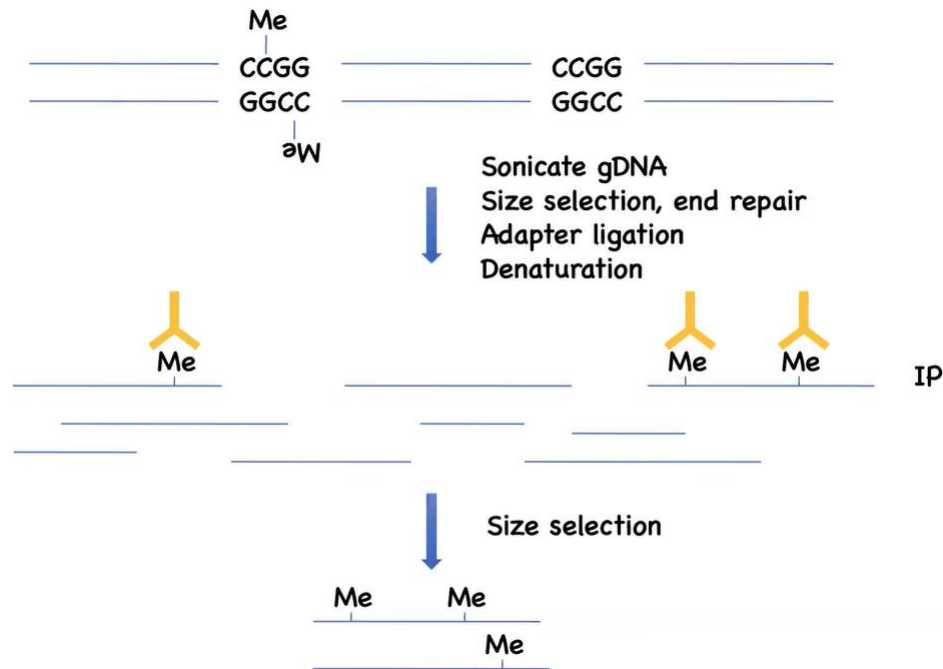 Me
CCGG CCGG
GGCC GGCC
Me
Sonicate gDNA
Size selection, end repair
Adapter ligation
Denaturation
Me Me Me
IP
Size selection
Me Me
Me